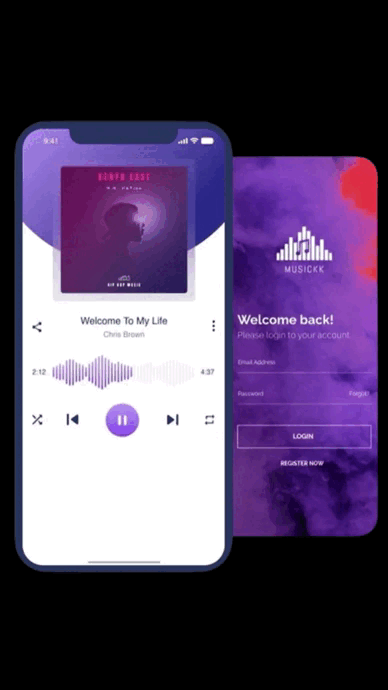 9:41
HIP HOP MUSIC
Welcome To My Life
Chris Brown
2:12
4:37
MUSICKK
Welcome back!
Please login to your account
Email Address
Password
Forgot?
LOGIN
REGISTER NOW